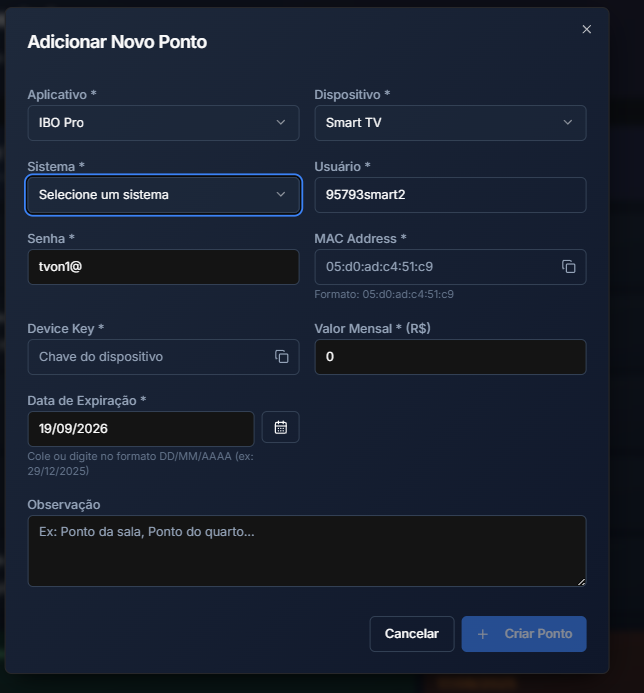 Adicionar Novo Ponto
Aplicativo *
Dispositivo *
IBO Pro
Smart TV
Sistema *
Usuário *
Selecione um sistema
95793smart2
Senha *
MAC Address *
tvon1@
05:d0:ad:c4:51:c9
Formato: 05:d0:ad:c4:51:c9
Device Key *
Valor Mensal * (R$)
Chave do dispositivo
0
Data de Expiração *
19/09/2026
Cole ou digite no formato DD/MM/AAAA (ex:
29/12/2025)
Observação
Ex: Ponto da sala, Ponto do quarto...
Cancelar
+ Criar Ponto